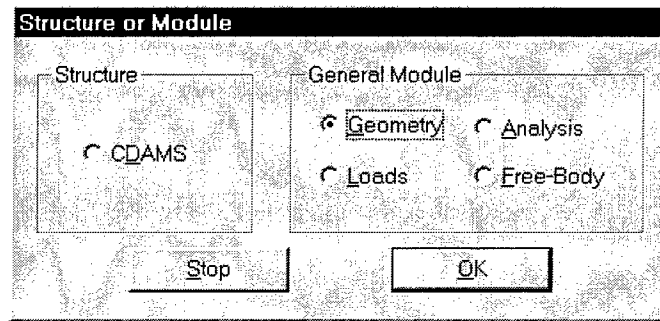 Structure or Module
Structure
General Module
CDAMS
Geometry
Analysis
Loads
Free-Body
Stop
OK